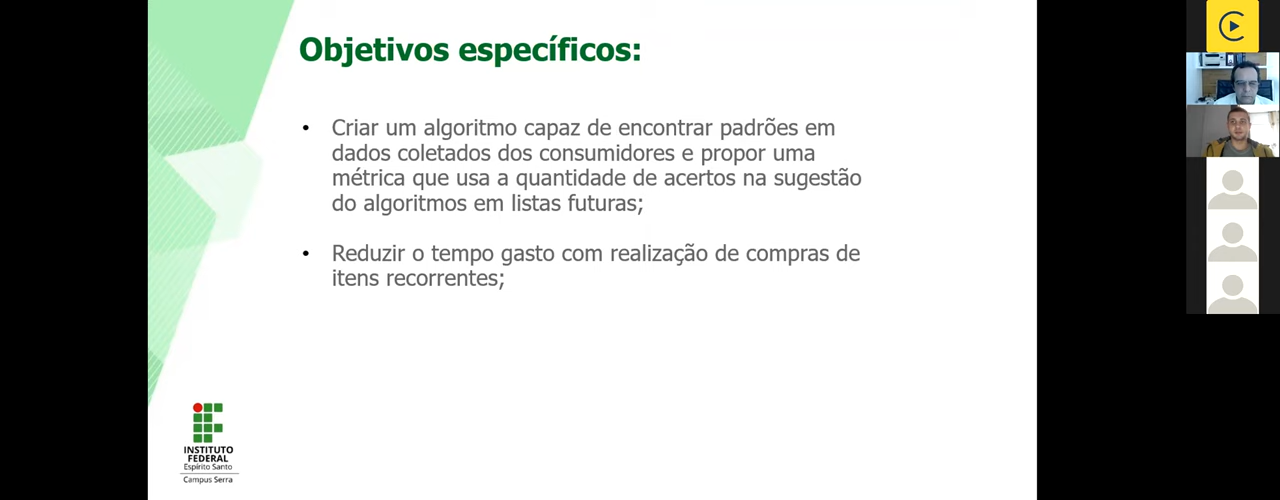 Objetivos específicos:
• Criar um algoritmo capaz de encontrar padrões em
dados coletados dos consumidores e propor uma
métrica que usa a quantidade de acertos na sugestão
do algoritmos em listas futuras;
• Reduzir o tempo gasto com realização de compras de
itens recorrentes;
INSTITUTO
FEDERAL
Espírito Santo
Campus Serra